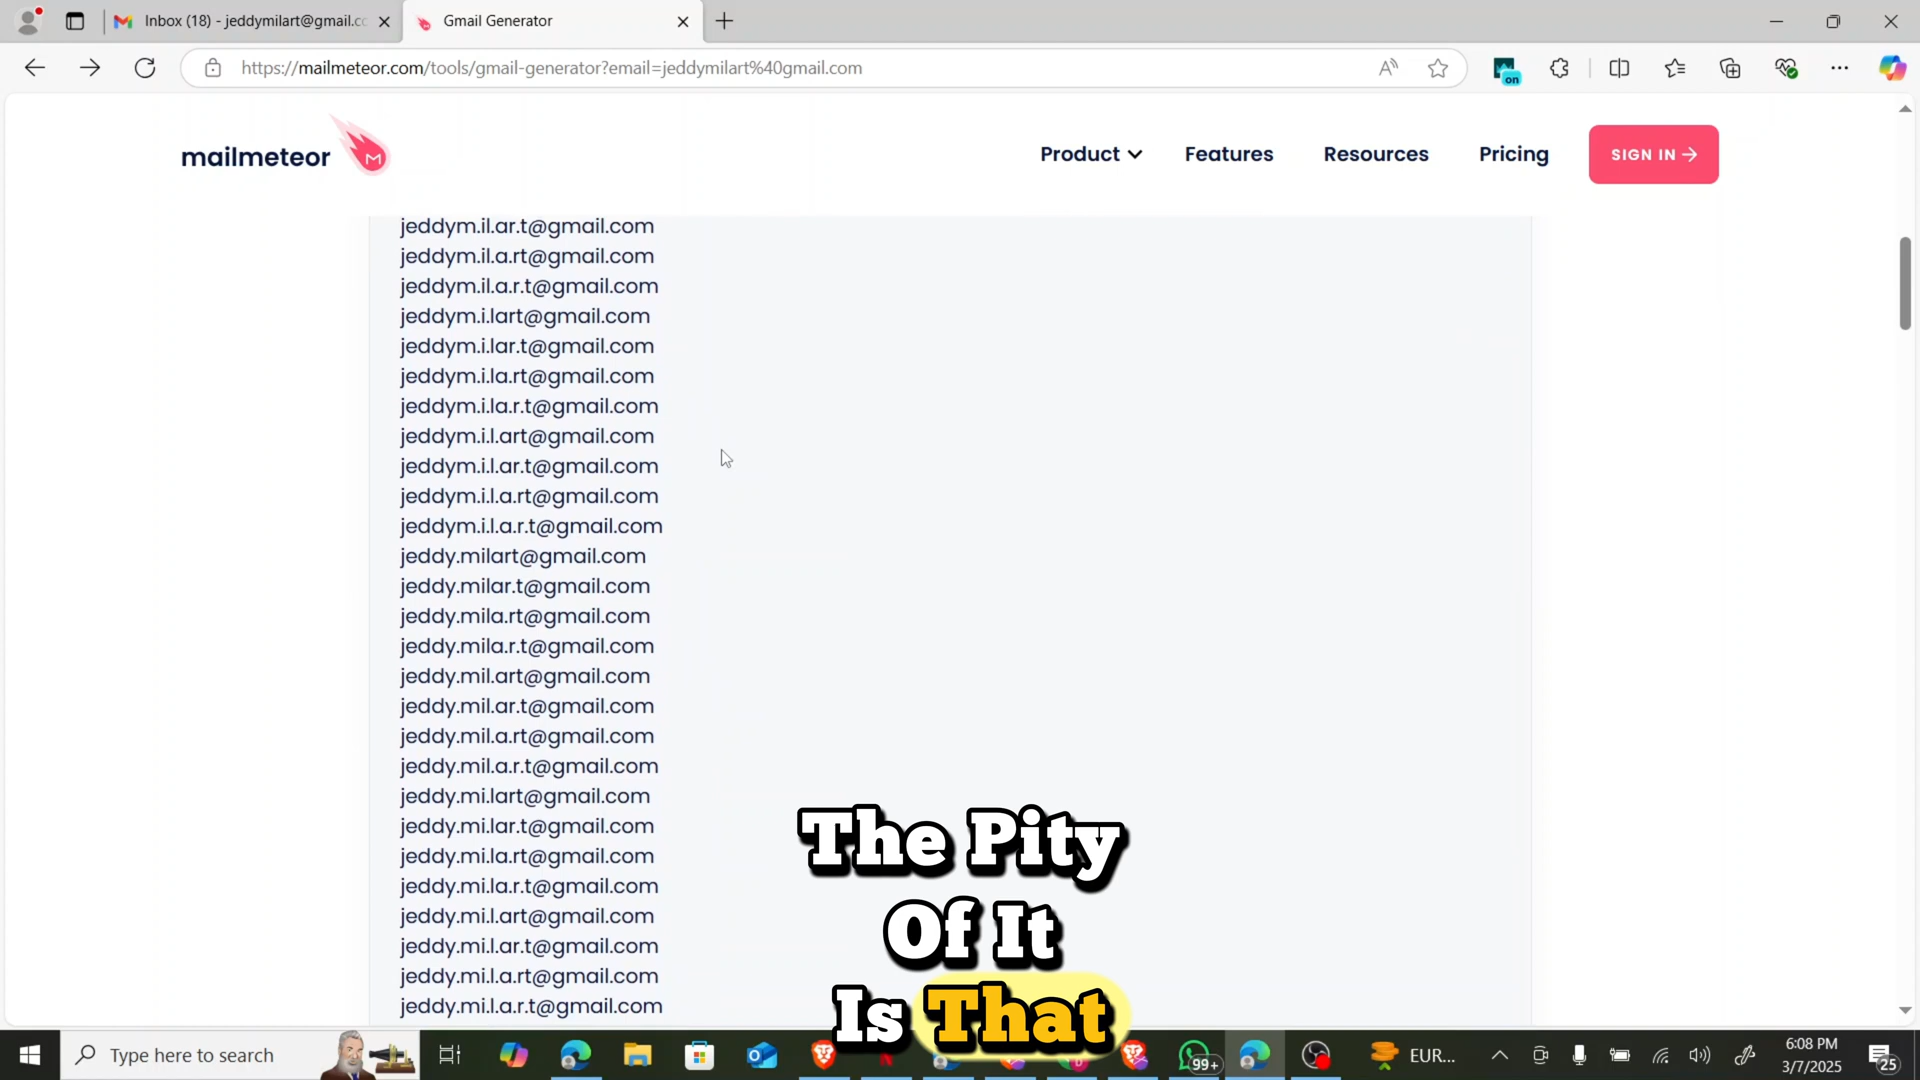 Inbox (18) - jeddymilart@gmail.cc
Gmail Generator
https://mailmeteor.com/tools/gmail-generator?email=jeddymilart%40gmail.com
on
mailmeteor
Product
Features
Resources
Pricing
SIGN IN
jeddym.il.ar.t@gmail.com
jeddym.il.a.rt@gmail.com
jeddym.il.a.r.t@gmail.com
jeddym.i.lart@gmail.com
jeddym.i.lar.t@gmail.com
jeddym.i.la.rt@gmail.com
jeddym.i.la.r.t@gmail.com
jeddym.i.l.art@gmail.com
jeddym.i.l.ar.t@gmail.com
jeddym.i.l.a.rt@gmail.com
jeddym.i.l.a.r.t@gmail.com
jeddy.milart@gmail.com
jeddy.milar.t@gmail.com
jeddy.mila.rt@gmail.com
jeddy.mila.r.t@gmail.com
jeddy.mil.art@gmail.com
jeddy.mil.ar.t@gmail.com
jeddy.mil.a.rt@gmail.com
jeddy.mil.a.r.t@gmail.com
jeddy.mi.lart@gmail.com
jeddy.mi.lar.t@gmail.com
jeddy.mi.la.rt@gmail.com
jeddy.mi.la.r.t@gmail.com
jeddy.mi.l.art@gmail.com
jeddy.mi.l.ar.t@gmail.com
jeddy.mi.l.a.rt@gmail.com
jeddy.mi.l.a.r.t@gmail.com
The Pity
Of It
Is That
Type here to search
99+
EUR...
6:08 PM
3/7/2025
25